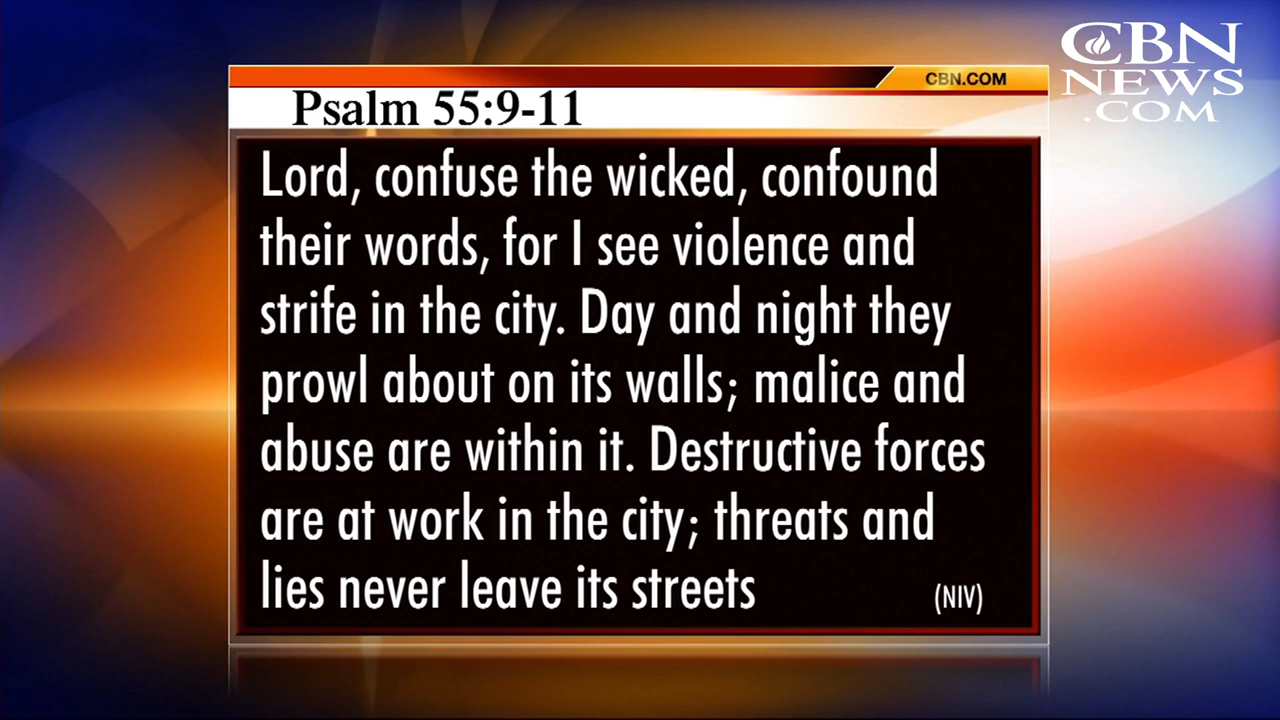 CBN
NEWS
.COM
CBN.COM
Psalm 55:9-11
Lord, confuse the wicked, confound
their words, for I see violence and
strife in the city. Day and night they
prowl about on its walls; malice and
abuse are within it. Destructive forces
are at work in the city; threats and
lies never leave its streets
(NIV)